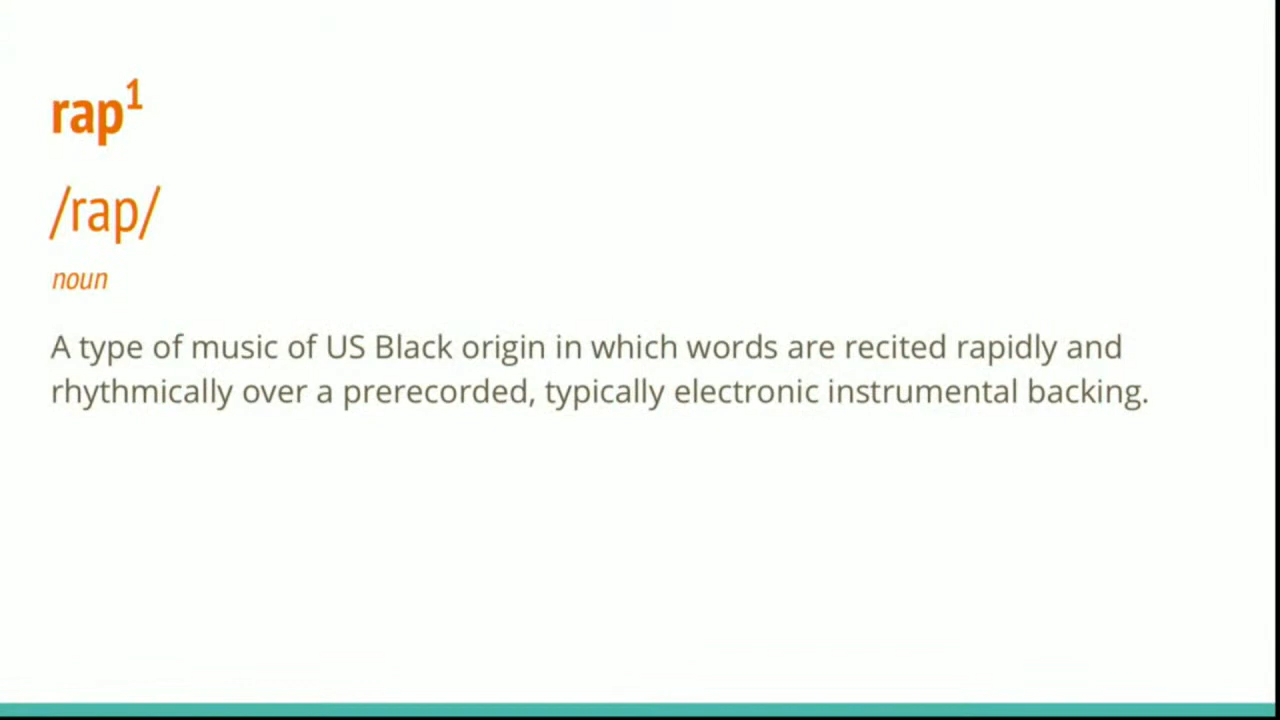 rap¹
/rap/
noun
A type of music of US Black origin in which words are recited rapidly and
rhythmically over a prerecorded, typically electronic instrumental backing.